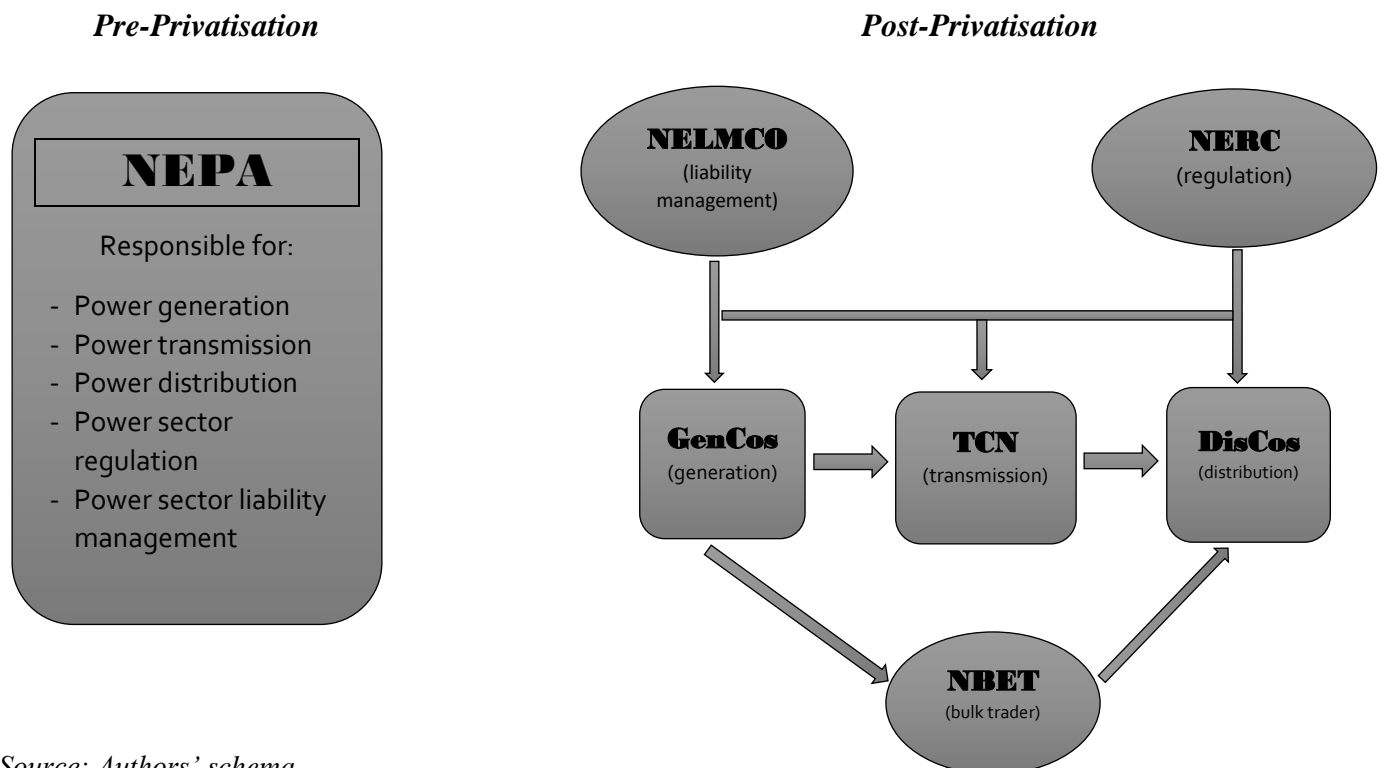 Pre-Privatisation
Post-Privatisation
NEPA
Responsible for:
- Power generation
- Power transmission
- Power distribution
- Power sector
regulation
- Power sector liability
management
NELMCO
(liability
management)
NERC
(regulation)
GenCos
(generation)
TCN
(transmission)
DisCos
(distribution)
NBET
(bulk trader)
Source: Authors' schema